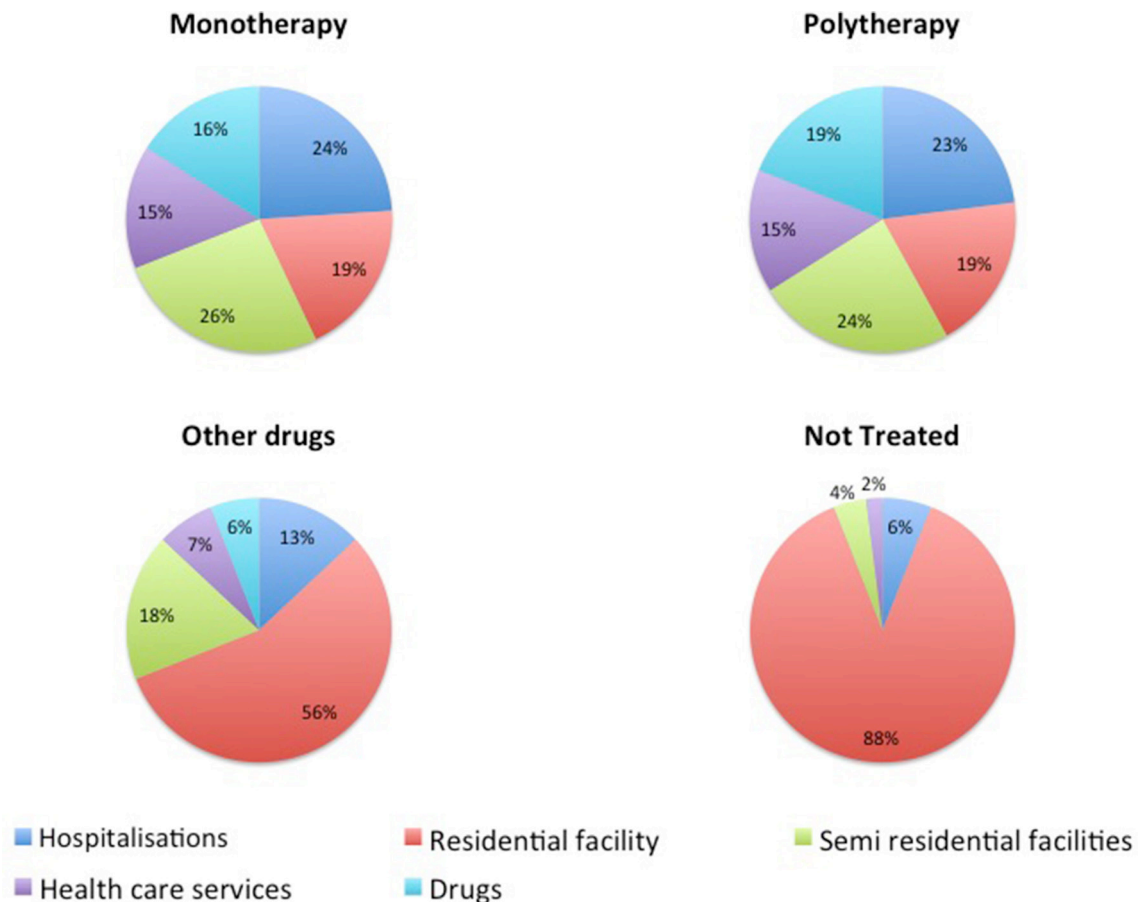 Monotherapy
Polytherapy
16%
24%
15%
19%
26%
19%
23%
15%
19%
24%
Other drugs
Not Treated
6%
13%
7%
18%
56%
4%
2%
6%
88%
Hospitalisations
Residential facility
Semi residential facilities
Health care services
Drugs